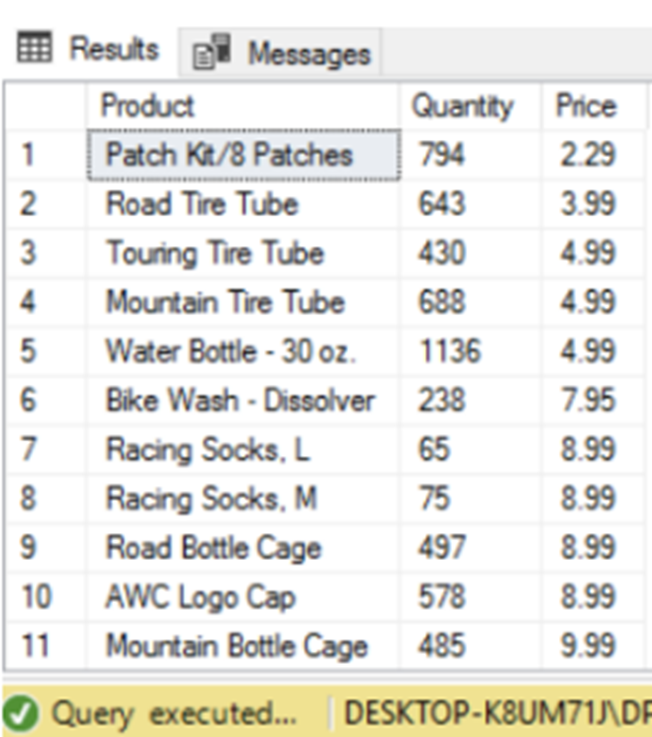 Results Messages
Product Quantity Price
1 Patch Kit/8 Patches 794 2.29
2 Road Tire Tube 643 3.99
3 Touring Tire Tube 430 4.99
4 Mountain Tire Tube 688 4.99
5 Water Bottle - 30 oz. 1136 4.99
6 Bike Wash - Dissolver 238 7.95
7 Racing Socks, L 65 8.99
8 Racing Socks, M 75 8.99
9 Road Bottle Cage 497 8.99
10 AWC Logo Cap 578 8.99
11 Mountain Bottle Cage 485 9.99
Query executed... DESKTOP-K8UM71J\DP